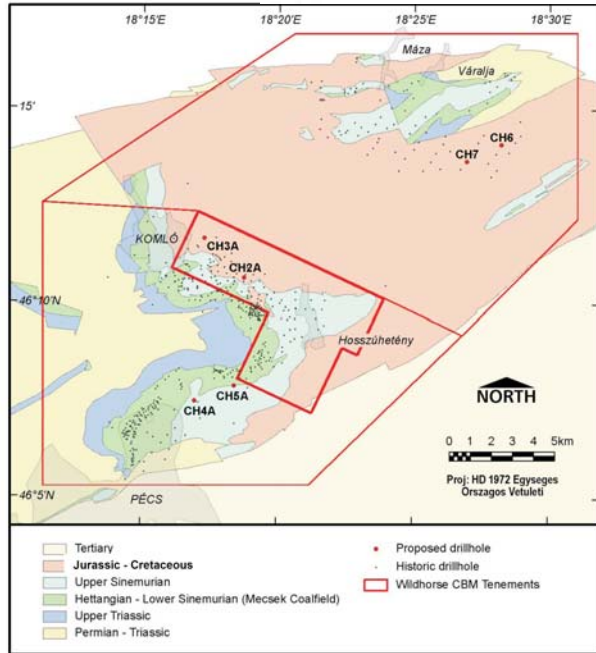 18°15' 18°20' 18°25' 18°30'
Máza
Váralja
15'
CH6
CH7
KOMLÓ
CH3A
CH2A
46°10'N
Hosszúhetény
CH5A
CH4A
NORTH
0 1 2 3 4 5km
Proj: HD 1972 Egyseges
Orszagos Vetuleti
46°5'N
PÉCS
Tertiary
Jurassic - Cretaceous
Upper Sinemurian
Hettangian - Lower Sinemurian (Mecsek Coalfield)
Upper Triassic
Permian - Triassic
Proposed drillhole
Historic drillhole
Wildhorse CBM Tenements